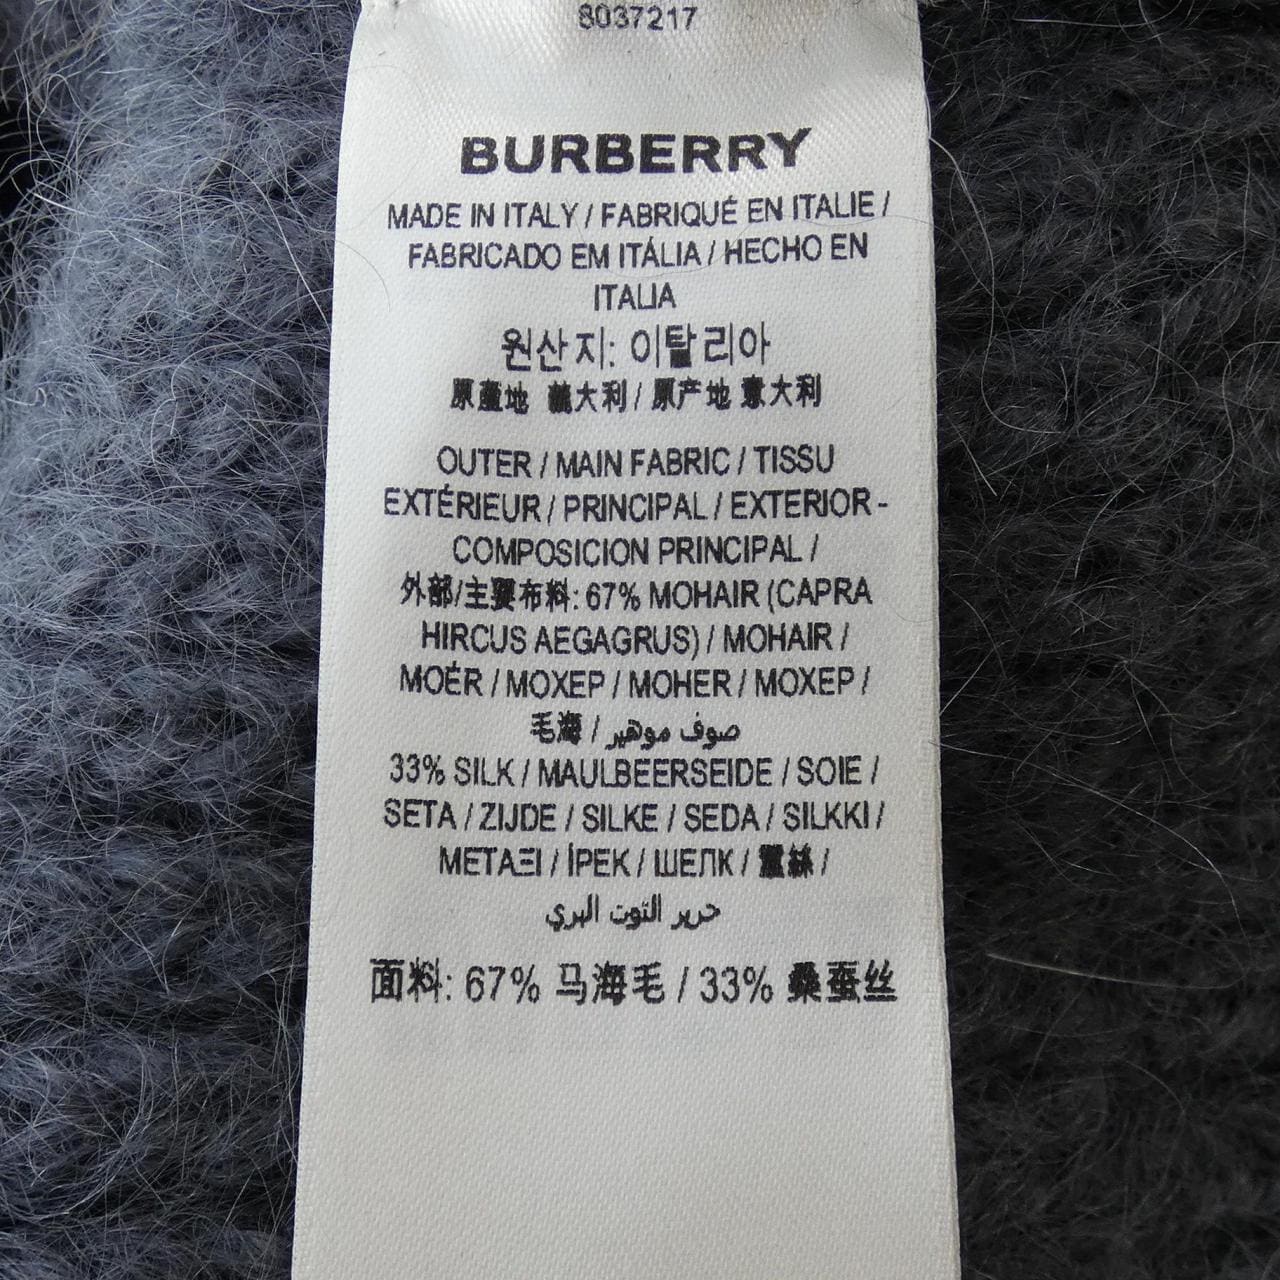 8037217
BURBERRY
MADE IN ITALY / FABRIQUÉ EN ITALIE /
FABRICADO EM ITÁLIA / HECHO EN
ITALIA
원산지: 이탈리아
原產地 義大利 / 原产地 意大利
OUTER / MAIN FABRIC / TISSU
EXTÉRIEUR / PRINCIPAL / EXTERIOR -
COMPOSICION PRINCIPAL /
外部/主要布料: 67% MOHAIR (CAPRA
HIRCUS AEGAGRUS) / MOHAIR /
MOÉR / ΜΟΧΕΡ / MOHER / МОХЕР /
毛海 / صوف موهير
33% SILK / MAULBEERSEIDE / SOIE /
SETA / ZIJDE / SILKE / SEDA / SILKKI /
ΜΕΤΑΞΙ / İPEK / ШЕЛК / 蠶絲 /
حرير التوت البري
面料: 67% 马海毛 / 33% 桑蚕丝